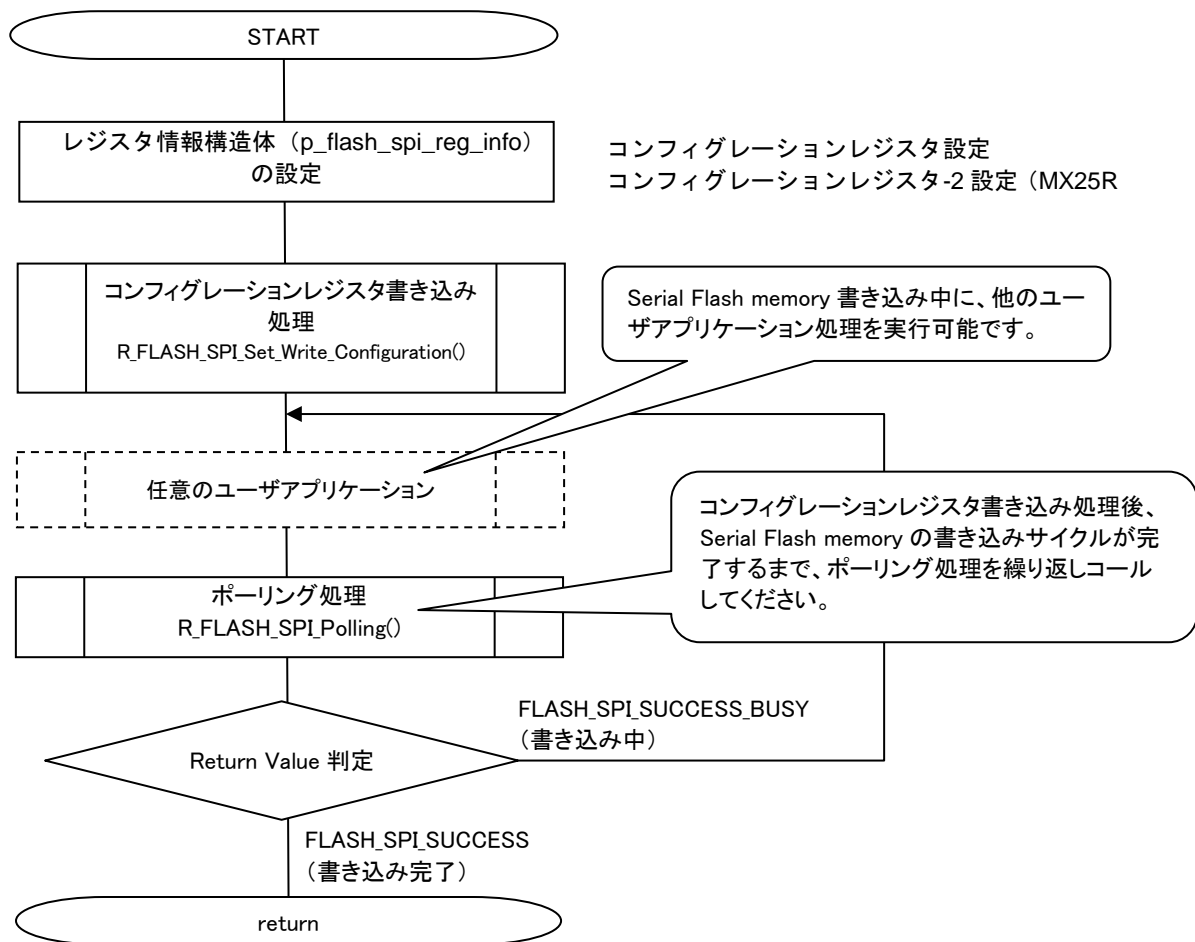 START
レジスタ情報構造体（p_flash_spi_reg_info）
の設定
コンフィグレーションレジスタ設定
コンフィグレーションレジスタ-2 設定（MX25R
コンフィグレーションレジスタ書き込み
処理
R_FLASH_SPI_Set_Write_Configuration()
Serial Flash memory 書き込み中に、他のユー
ザアプリケーション処理を実行可能です。
任意のユーザアプリケーション
コンフィグレーションレジスタ書き込み処理後、
Serial Flash memory の書き込みサイクルが完
了するまで、ポーリング処理を繰り返しコール
してください。
ポーリング処理
R_FLASH_SPI_Polling()
FLASH_SPI_SUCCESS_BUSY
（書き込み中）
Return Value 判定
FLASH_SPI_SUCCESS
（書き込み完了）
return